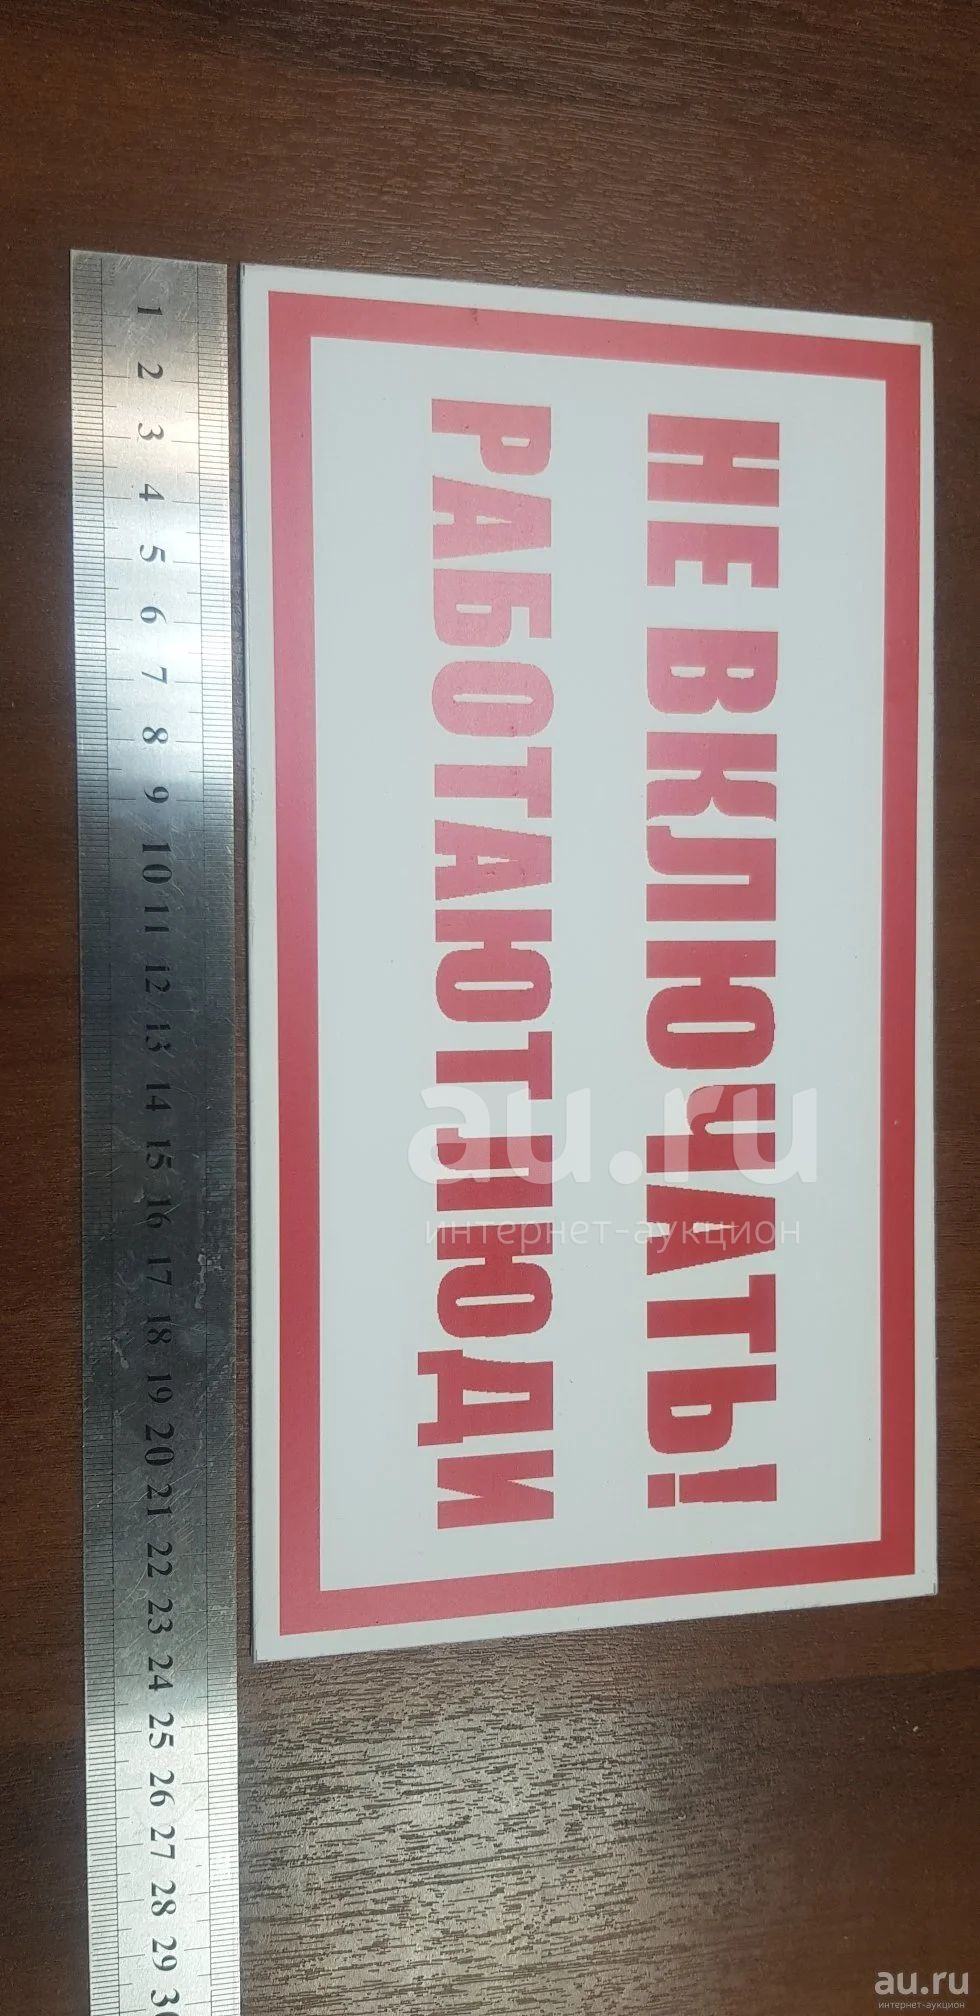 НЕ ВКЛЮЧАТЬ!
РАБОТАЮТ ЛЮДИ
1 2 3 4 5 6 7 8 9 10 11 12 13 14 15 16 17 18 19 20 21 22 23 24 25 26 27 28 29
au.ru
интернет-аукцион
au.ru
интернет-аукцион